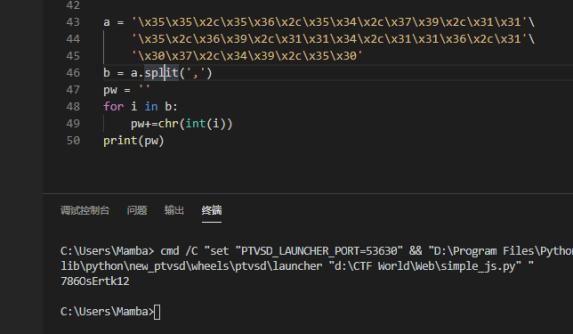 42
43 a = '\x35\x35\x2c\x35\x36\x2c\x35\x34\x2c\x37\x39\x2c\x31\x31'\
44 '\x35\x2c\x36\x39\x2c\x31\x31\x34\x2c\x31\x31\x36\x2c\x31'\
45 '\x30\x37\x2c\x34\x39\x2c\x35\x30'
46 b = a.split(',')
47 pw = ''
48 for i in b:
49 pw+=chr(int(i))
50 print(pw)
调试控制台 问题 输出 终端
C:\Users\Mamba> cmd /C "set "PTVSD_LAUNCHER_PORT=53630" && "D:\Program Files\Python
lib\python\new_ptvsd\wheels\ptvsd\launcher "d:\CTF World\Web\simple_js.py" "
786OsErtk12
C:\Users\Mamba>